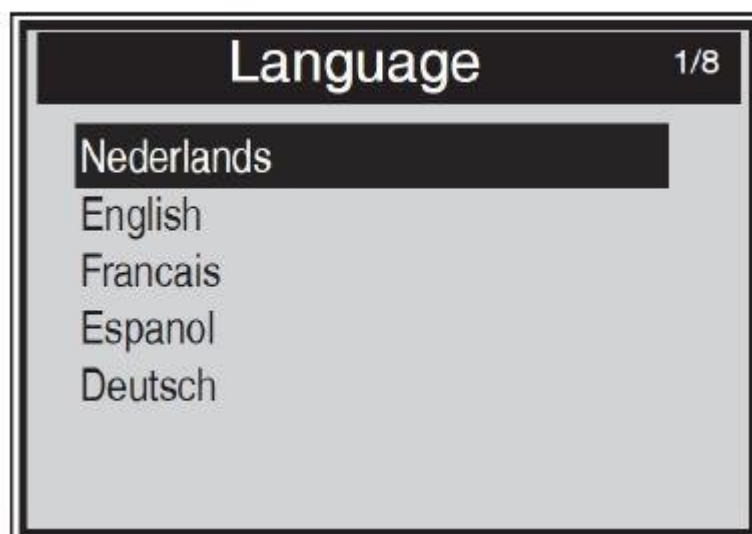 Language 1/8
Nederlands
English
Francais
Espanol
Deutsch